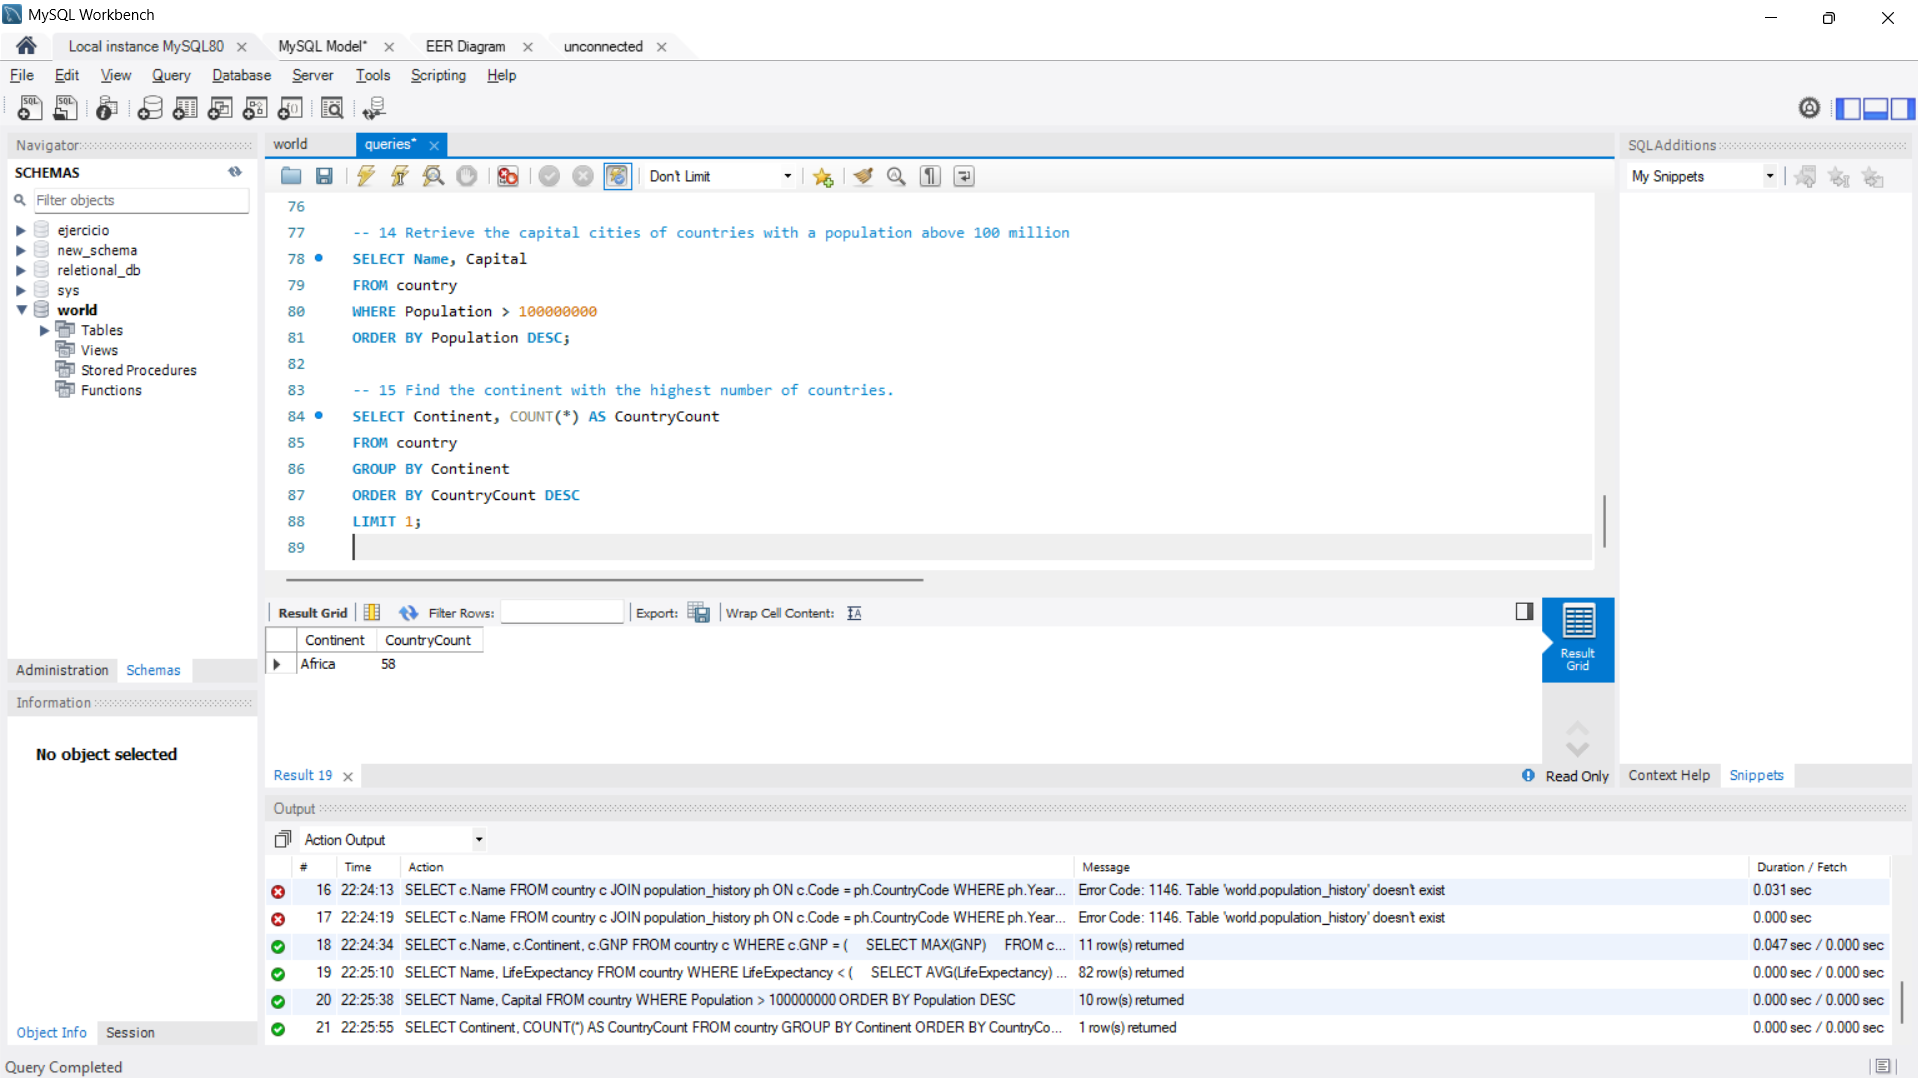 MySQL Workbench
Local instance MySQL80
MySQL Model*
EER Diagram
unconnected
File Edit View Query Database Server Tools Scripting Help
Navigator
SCHEMAS
Filter objects
ejercicio
new_schema
reletional_db
sys
world
Tables
Views
Stored Procedures
Functions
Administration Schemas
Information
No object selected
Object Info Session
Query Completed
world queries*
Don't Limit
76
77 -- 14 Retrieve the capital cities of countries with a population above 100 million
78 SELECT Name, Capital
79 FROM country
80 WHERE Population > 100000000
81 ORDER BY Population DESC;
82
83 -- 15 Find the continent with the highest number of countries.
84 SELECT Continent, COUNT(*) AS CountryCount
85 FROM country
86 GROUP BY Continent
87 ORDER BY CountryCount DESC
88 LIMIT 1;
89
Result Grid Filter Rows: Export: Wrap Cell Content:
Continent CountryCount
Africa 58
Result Grid
Result 19
Read Only
SQLAdditions
My Snippets
Context Help Snippets
Output
Action Output
# Time Action Message Duration / Fetch
16 22:24:13 SELECT c.Name FROM country c JOIN population_history ph ON c.Code = ph.CountryCode WHERE ph.Year... Error Code: 1146. Table 'world.population_history' doesn't exist 0.031 sec
17 22:24:19 SELECT c.Name FROM country c JOIN population_history ph ON c.Code = ph.CountryCode WHERE ph.Year... Error Code: 1146. Table 'world.population_history' doesn't exist 0.000 sec
18 22:24:34 SELECT c.Name, c.Continent, c.GNP FROM country c WHERE c.GNP = ( SELECT MAX(GNP) FROM c... 11 row(s) returned 0.047 sec / 0.000 sec
19 22:25:10 SELECT Name, LifeExpectancy FROM country WHERE LifeExpectancy < ( SELECT AVG(LifeExpectancy) ... 82 row(s) returned 0.000 sec / 0.000 sec
20 22:25:38 SELECT Name, Capital FROM country WHERE Population > 100000000 ORDER BY Population DESC 10 row(s) returned 0.000 sec / 0.000 sec
21 22:25:55 SELECT Continent, COUNT(*) AS CountryCount FROM country GROUP BY Continent ORDER BY CountryCo... 1 row(s) returned 0.000 sec / 0.000 sec